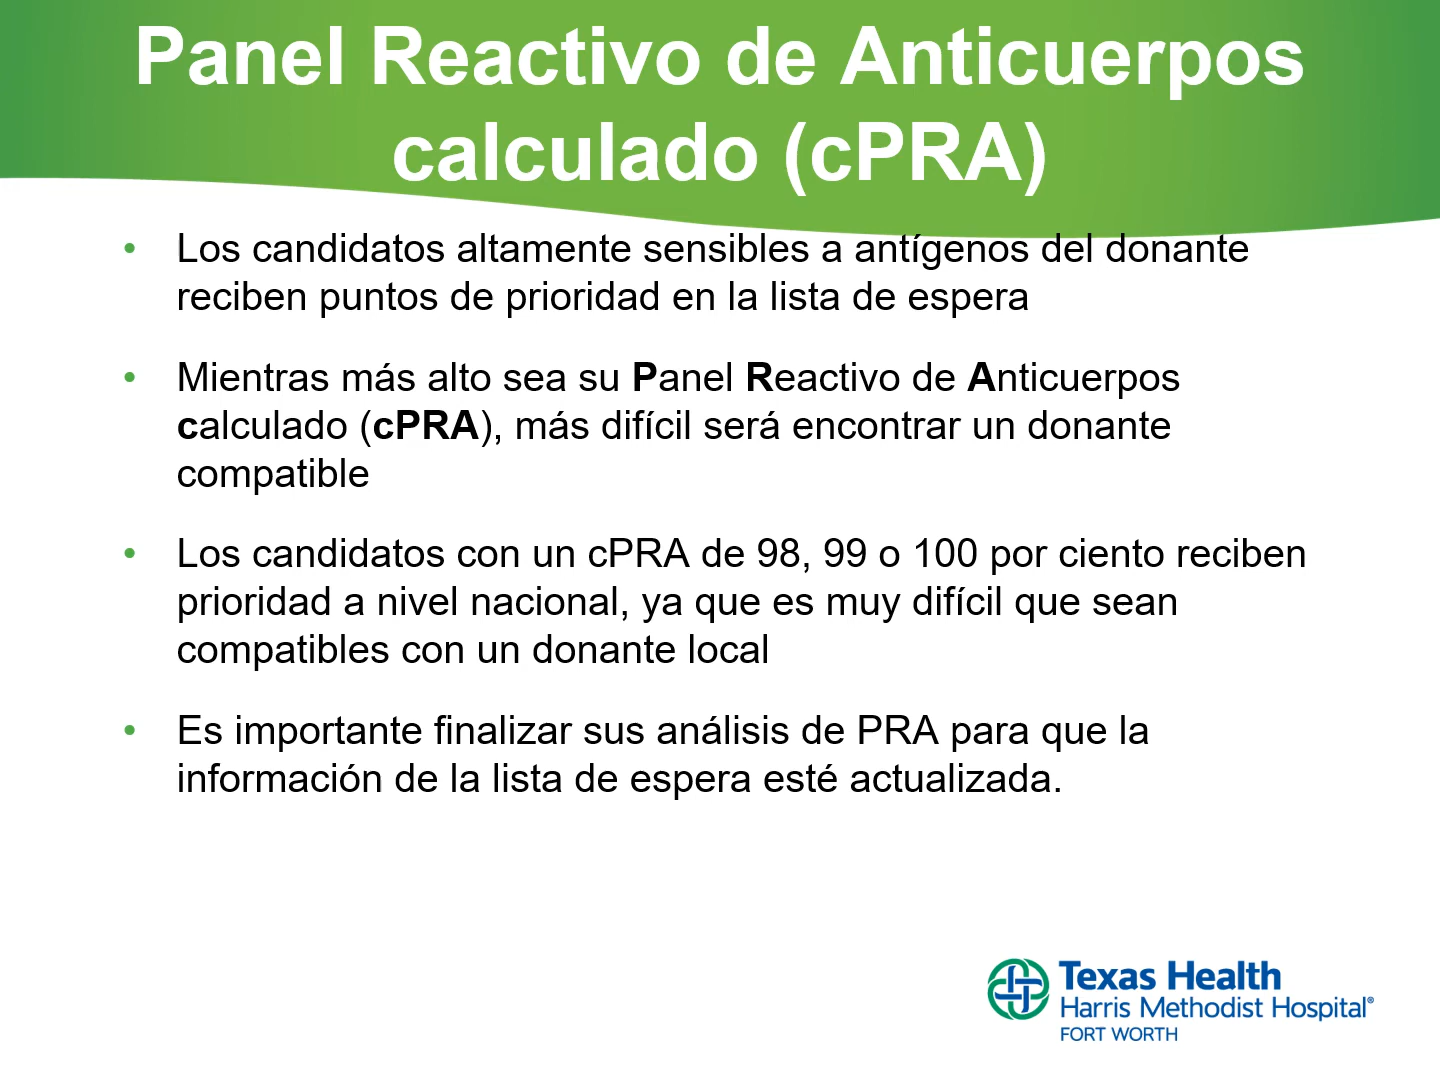 Panel Reactivo de Anticuerpos
calculado (cPRA)
• Los candidatos altamente sensibles a antígenos del donante
reciben puntos de prioridad en la lista de espera
• Mientras más alto sea su Panel Reactivo de Anticuerpos
calculado (cPRA), más difícil será encontrar un donante
compatible
• Los candidatos con un cPRA de 98, 99 o 100 por ciento reciben
prioridad a nivel nacional, ya que es muy difícil que sean
compatibles con un donante local
• Es importante finalizar sus análisis de PRA para que la
información de la lista de espera esté actualizada.
Texas Health
Harris Methodist Hospital®
FORT WORTH